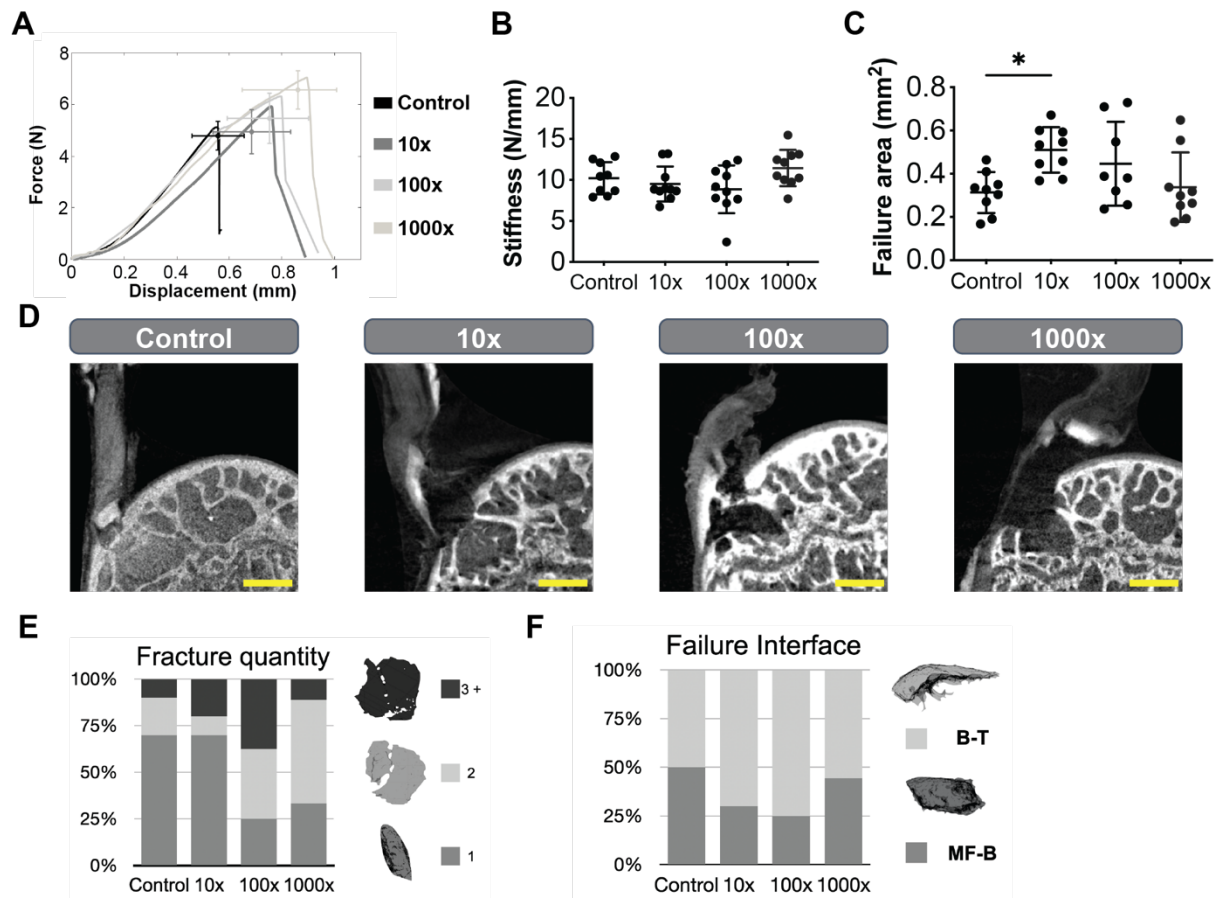 A
Force (N)
8
6
4
2
0
0
0.2
0.4
0.6
0.8
1
Displacement (mm)
Control
10x
100x
1000x
B
Stiffness (N/mm)
20
15
10
5
0
Control 10x 100x 1000x
C
Failure area (mm²)
0.8
0.6
0.4
0.2
0.0
*
Control 10x 100x 1000x
D
Control
10x
100x
1000x
E
Fracture quantity
100%
75%
50%
25%
0%
Control 10x 100x 1000x
3 +
2
1
F
Failure Interface
100%
75%
50%
25%
0%
Control 10x 100x 1000x
B-T
MF-B